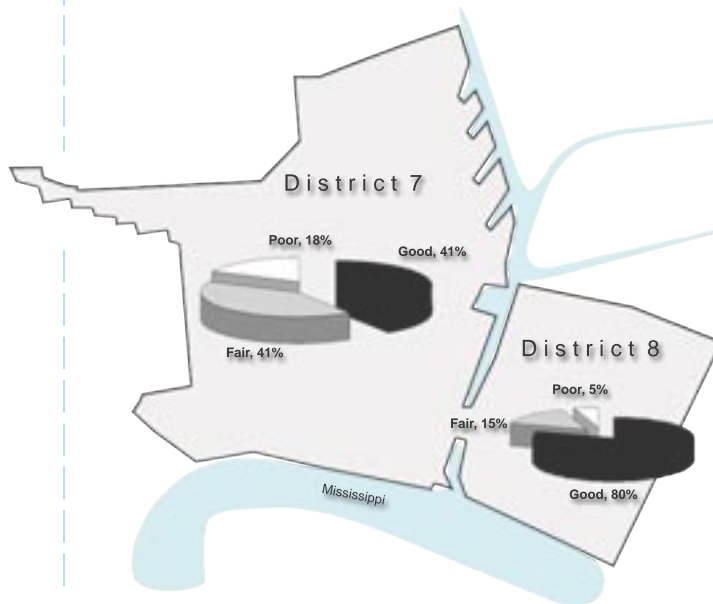 District 7
Poor, 18%
Good, 41%
Fair, 41%
District 8
Poor, 5%
Fair, 15%
Good, 80%
Mississippi